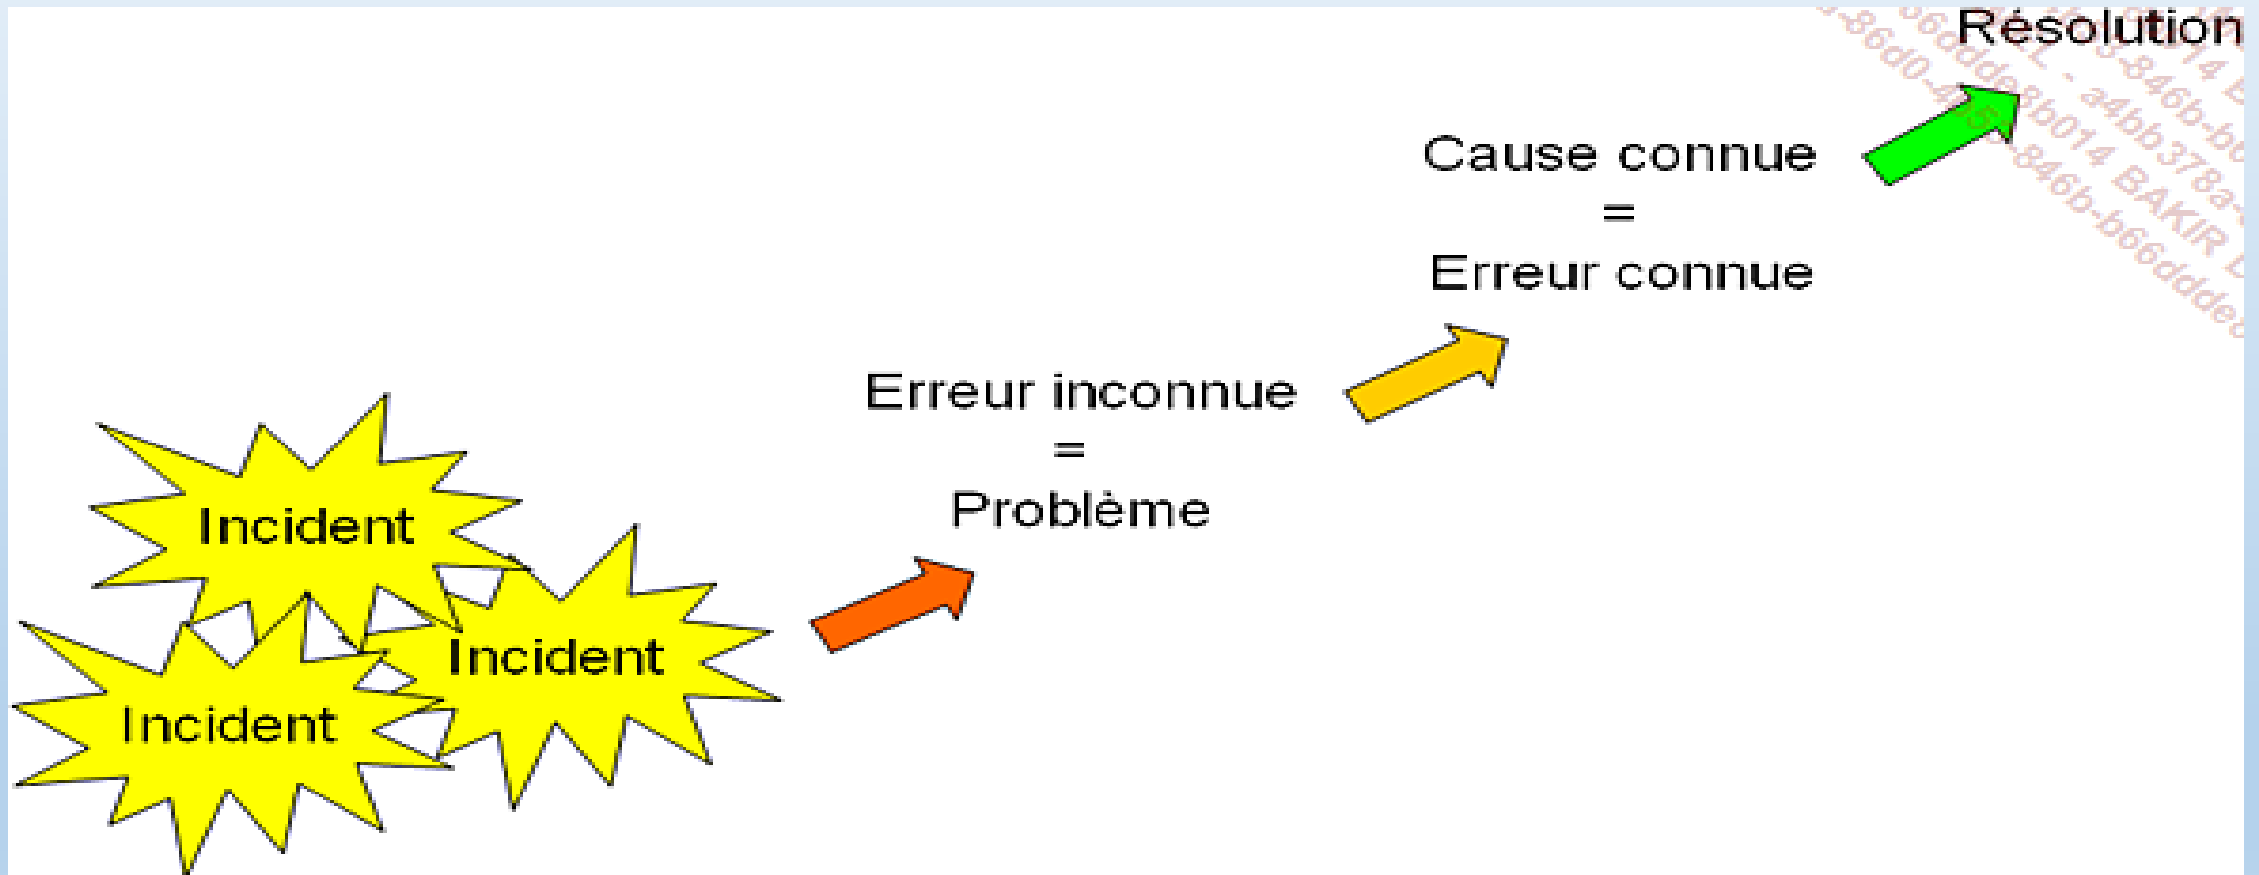 Résolution
Cause connue
=
Erreur connue
Erreur inconnue
=
Problème
Incident
Incident
Incident